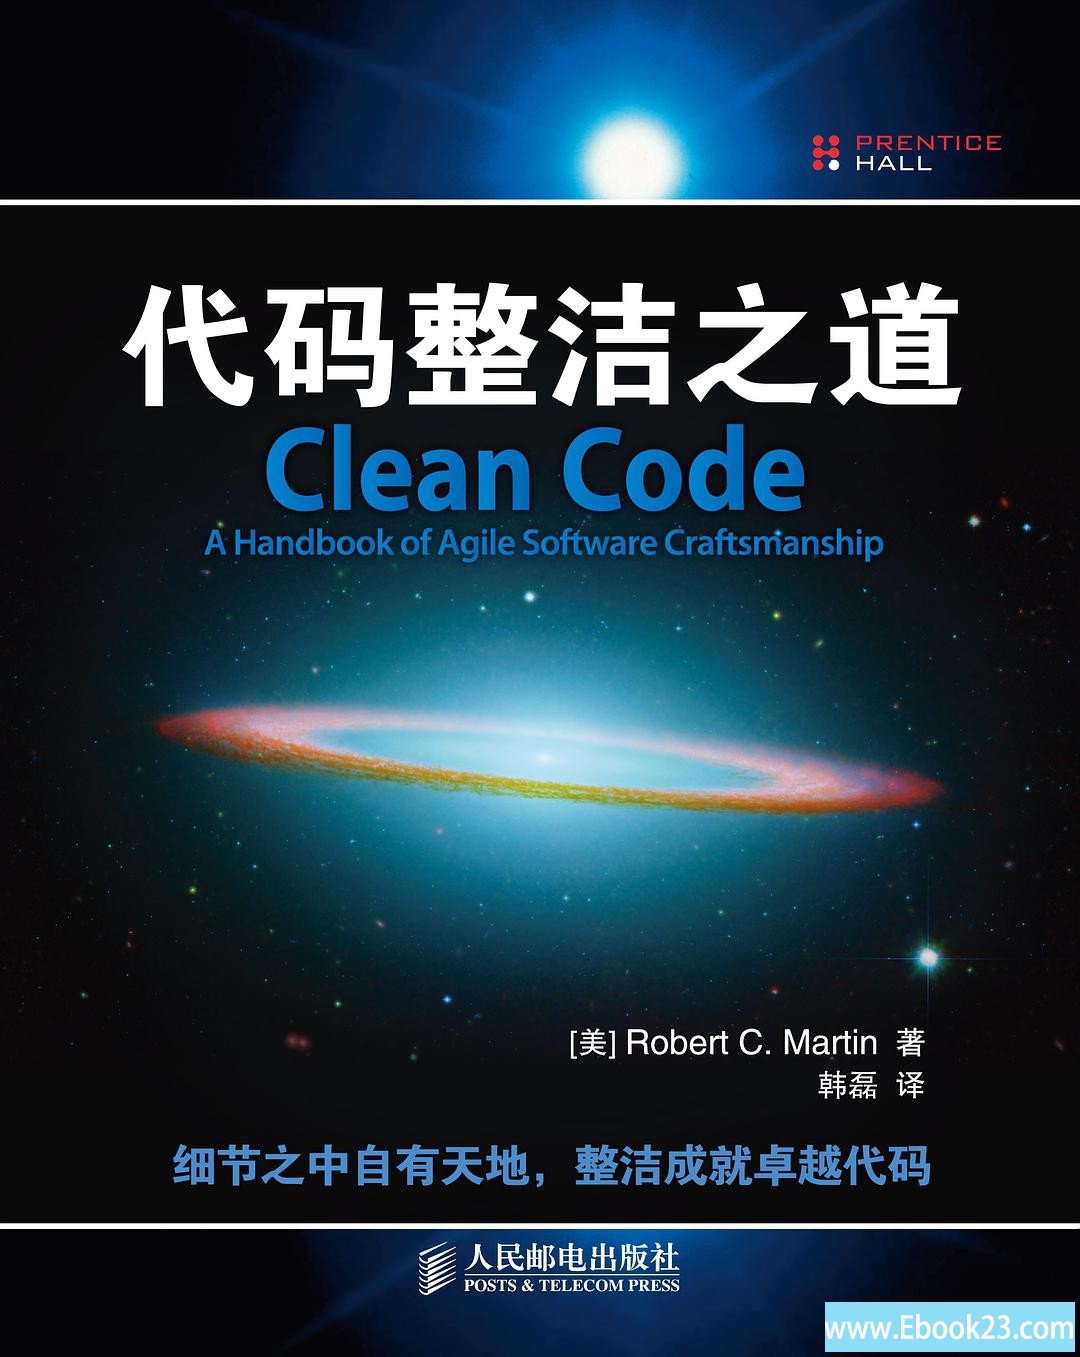 PRENTICE
HALL
代码整洁之道
Clean Code
A Handbook of Agile Software Craftsmanship
[美] Robert C. Martin 著
韩磊 译
细节之中自有天地，整洁成就卓越代码
人民邮电出版社
POSTS & TELECOM PRESS
www.Ebook23.com